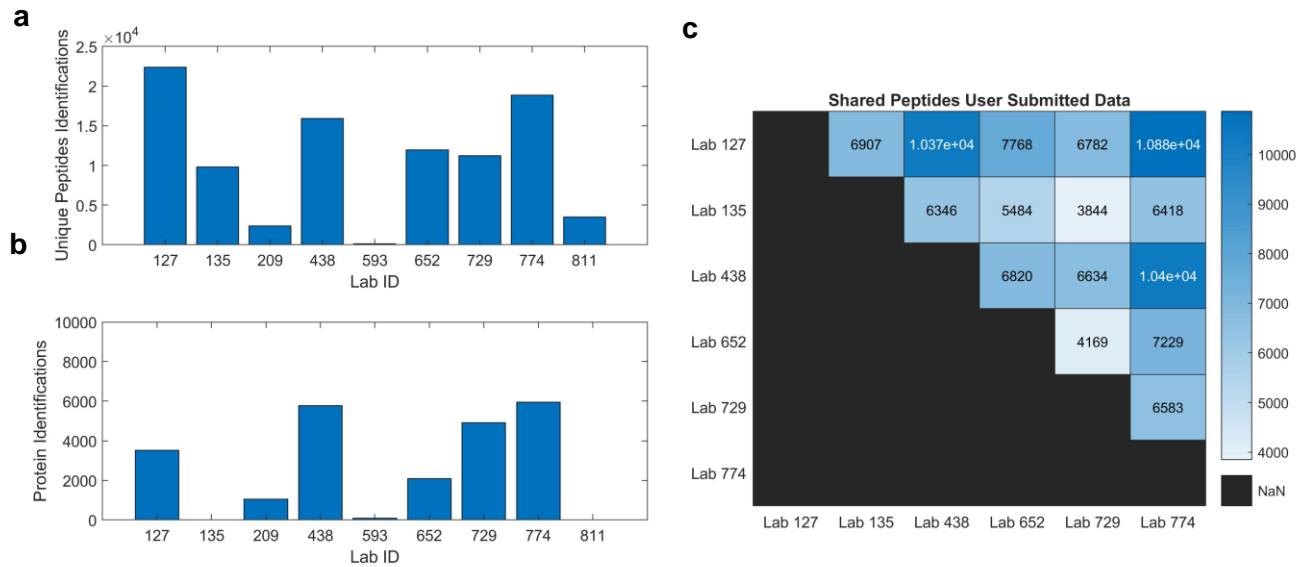 a
×10⁴
2.5
2
1.5
1
0.5
0
Unique Peptides Identifications
127 135 209 438 593 652 729 774 811
Lab ID
b
10000
8000
6000
4000
2000
0
Protein Identifications
127 135 209 438 593 652 729 774 811
Lab ID
c
Shared Peptides User Submitted Data
Lab 127 6907 1.037e+04 7768 6782 1.088e+04
Lab 135 6346 5484 3844 6418
Lab 438 6820 6634 1.04e+04
Lab 652 4169 7229
Lab 729 6583
Lab 774
Lab 127 Lab 135 Lab 438 Lab 652 Lab 729 Lab 774
10000
9000
8000
7000
6000
5000
4000
NaN